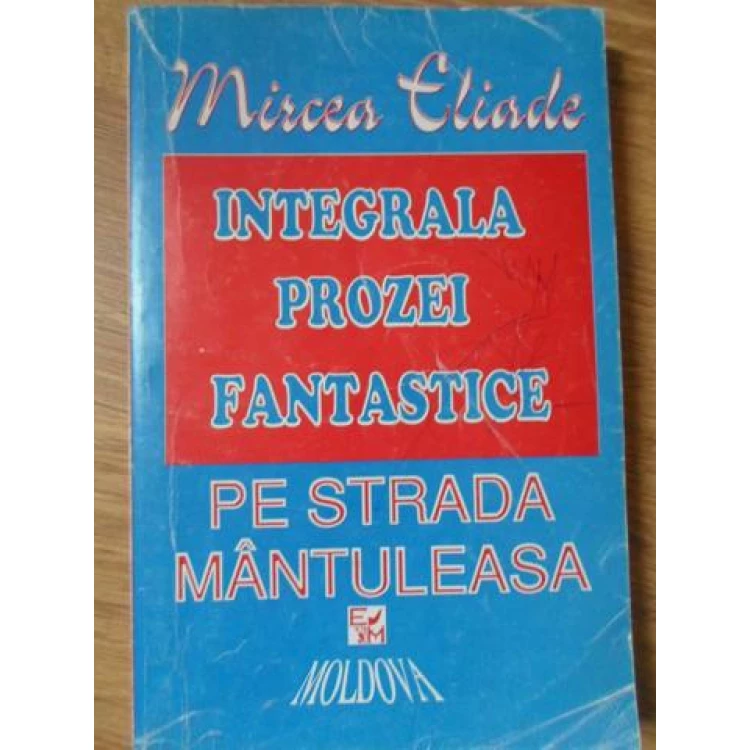 Mircea Eliade
INTEGRALA
PROZEI
FANTASTICE
PE STRADA
MÂNTULEASA
E
M
MOLDOVA